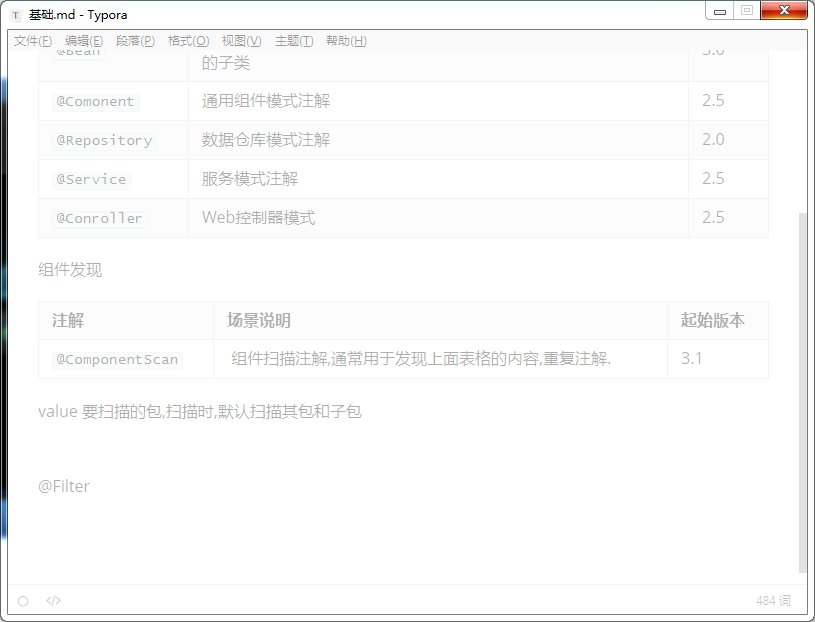 基础.md - Typora
文件(F) 编辑(E) 段落(P) 格式(O) 视图(V) 主题(T) 帮助(H)
@Bean 的子类 3.0
@Comonent 通用组件模式注解 2.5
@Repository 数据仓库模式注解 2.0
@Service 服务模式注解 2.5
@Conroller Web控制器模式 2.5
组件发现
注解 场景说明 起始版本
@ComponentScan 组件扫描注解,通常用于发现上面表格的内容,重复注解. 3.1
value 要扫描的包,扫描时,默认扫描其包和子包
@Filter
</> 484 词